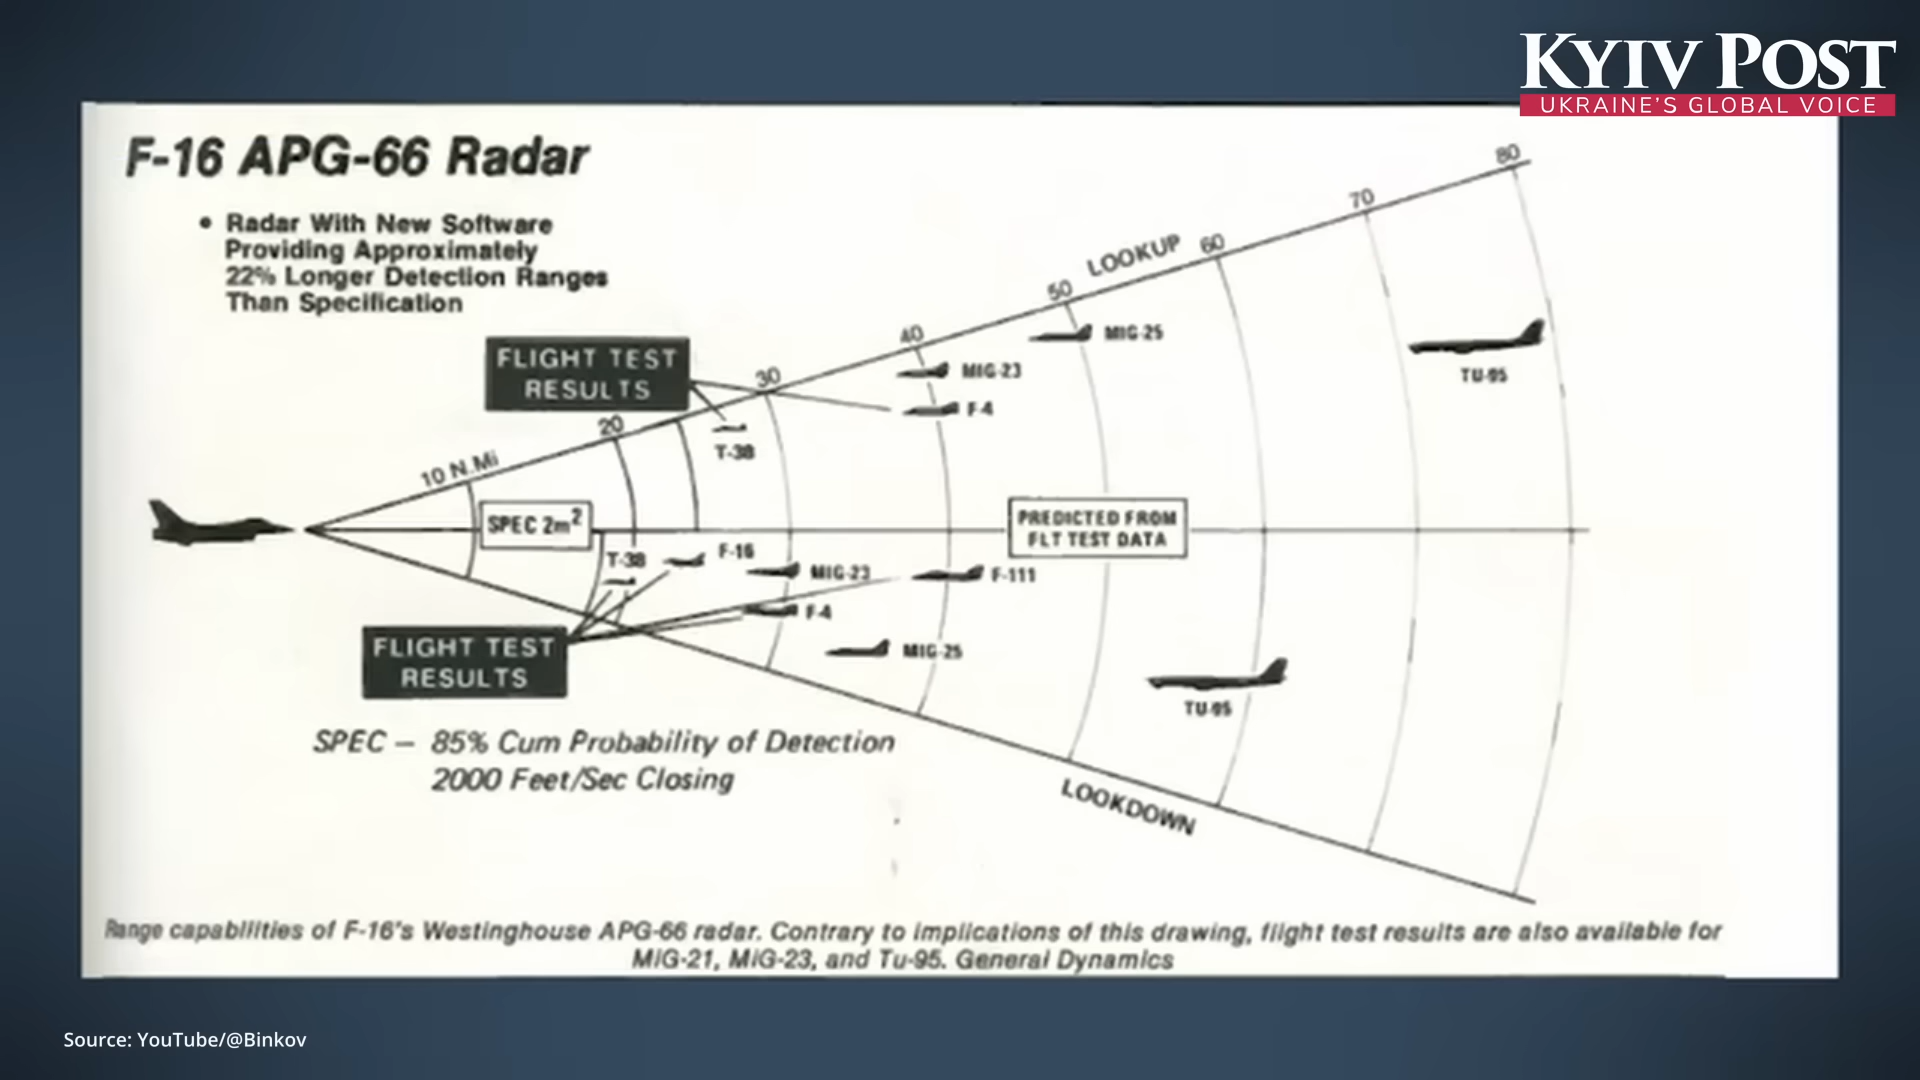 KYIV POST
UKRAINE'S GLOBAL VOICE
F-16 APG-66 Radar
• Radar With New Software
Providing Approximately
22% Longer Detection Ranges
Than Specification
80
70
LOOKUP
60
50
40
30
20
10 N.Mi
FLIGHT TEST
RESULTS
MIG-25
MIG-23
F-4
T-38
TU-95
SPEC 2m²
PREDICTED FROM
FLT TEST DATA
T-38
F-16
MIG-23
F-111
F-4
MIG-25
TU-95
FLIGHT TEST
RESULTS
SPEC – 85% Cum Probability of Detection
2000 Feet/Sec Closing
LOOKDOWN
Range capabilities of F-16's Westinghouse APG-66 radar. Contrary to implications of this drawing, flight test results are also available for
MiG-21, MiG-23, and Tu-95. General Dynamics
Source: YouTube/@Binkov